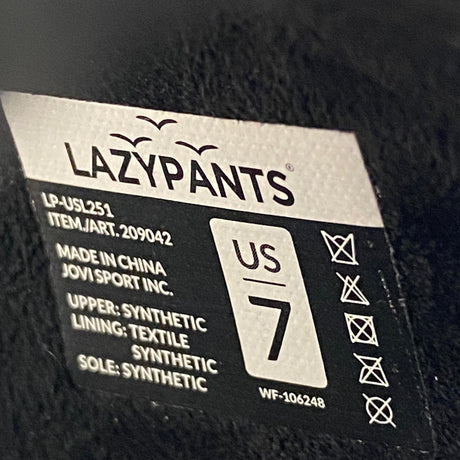 LAZYPANTS®
LP-USL251
ITEM./ART. 209042
MADE IN CHINA
JOVI SPORT INC.
UPPER: SYNTHETIC
LINING: TEXTILE
SYNTHETIC
SOLE: SYNTHETIC
US
7
WF-106248